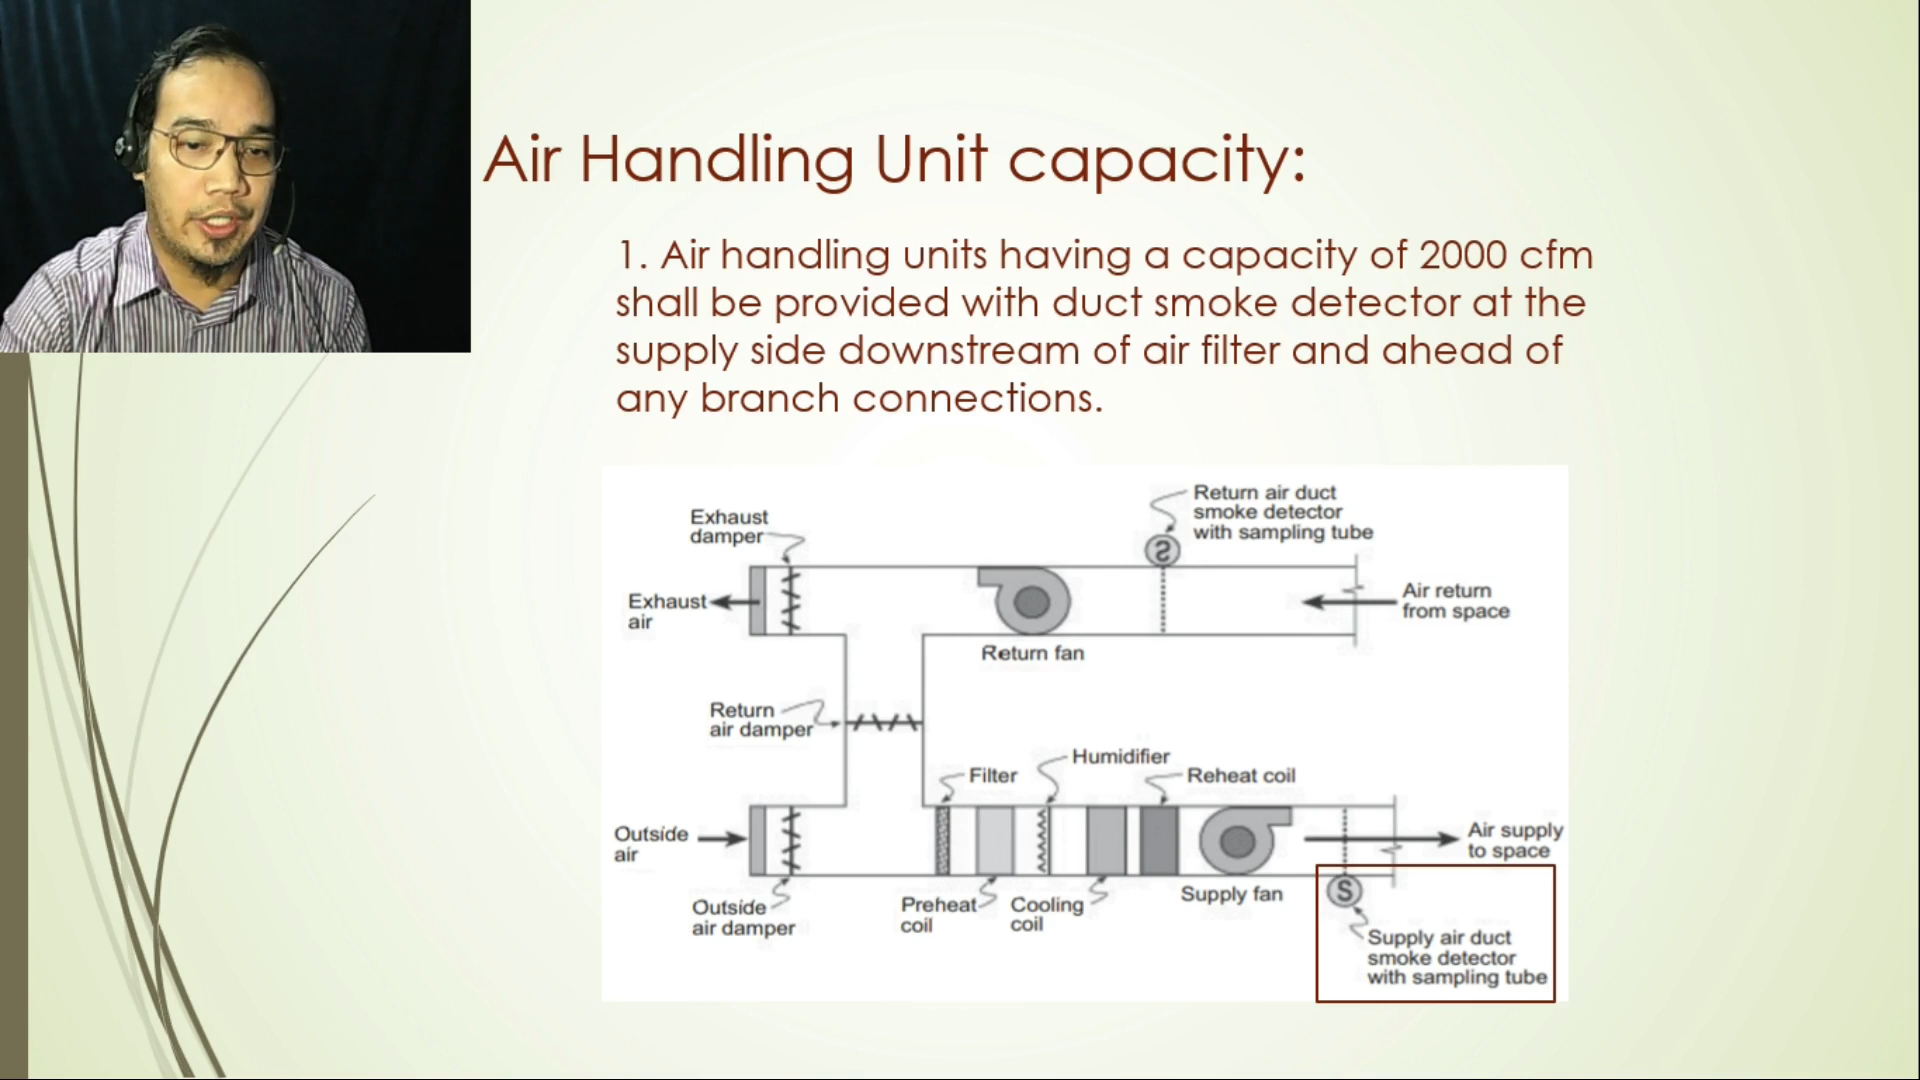 Air Handling Unit capacity:
1. Air handling units having a capacity of 2000 cfm
shall be provided with duct smoke detector at the
supply side downstream of air filter and ahead of
any branch connections.
Return air duct
smoke detector
with sampling tube
Exhaust
damper
S
Exhaust
air
Air return
from space
Return fan
Return
air damper
Humidifier
Filter
Reheat coil
Outside
air
Air supply
to space
Outside
air damper
Preheat
coil
Cooling
coil
Supply fan
S
Supply air duct
smoke detector
with sampling tube